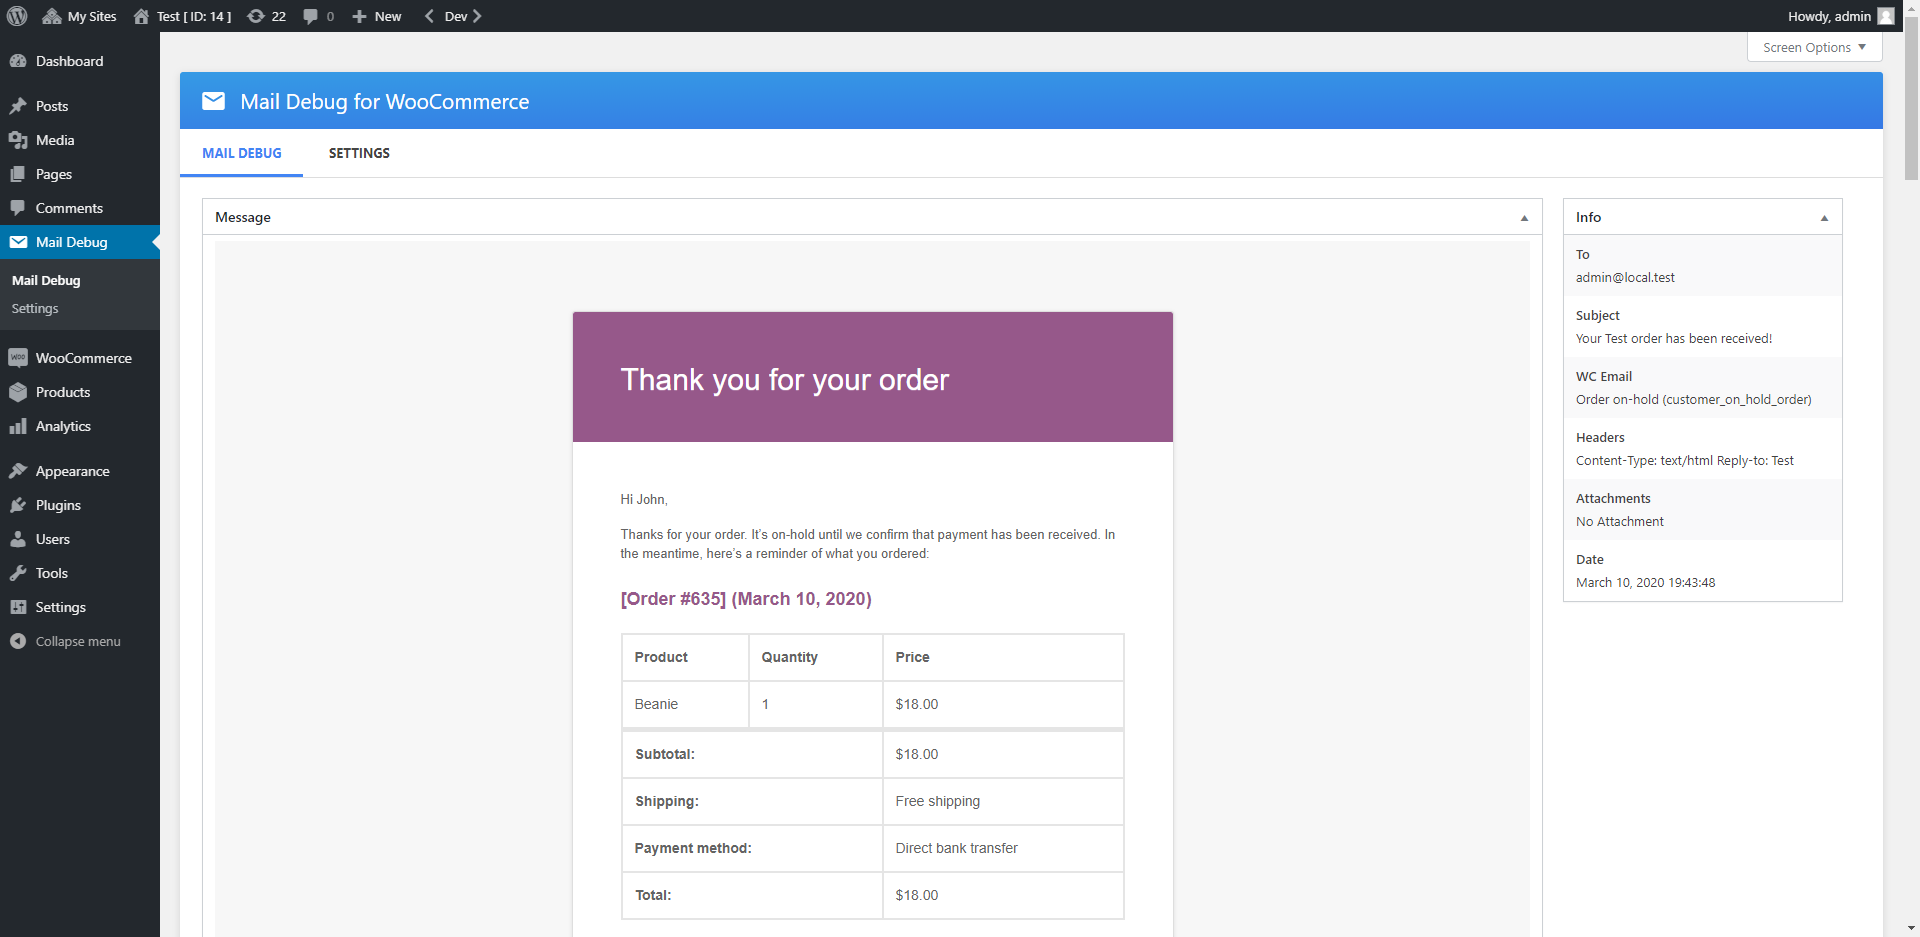 My Sites
Test [ ID: 14 ]
22
0
New
Dev
Howdy, admin
Screen Options
Dashboard
Posts
Media
Pages
Comments
Mail Debug
Mail Debug
Settings
WOO
WooCommerce
Products
Analytics
Appearance
Plugins
Users
Tools
Settings
Collapse menu
Mail Debug for WooCommerce
MAIL DEBUG
SETTINGS
Message
Thank you for your order
Hi John,
Thanks for your order. It's on-hold until we confirm that payment has been received. In
the meantime, here's a reminder of what you ordered:
[Order #635] (March 10, 2020)
Product Quantity Price
Beanie 1 $18.00
Subtotal: $18.00
Shipping: Free shipping
Payment method: Direct bank transfer
Total: $18.00
Info
To
admin@local.test
Subject
Your Test order has been received!
WC Email
Order on-hold (customer_on_hold_order)
Headers
Content-Type: text/html Reply-to: Test
Attachments
No Attachment
Date
March 10, 2020 19:43:48